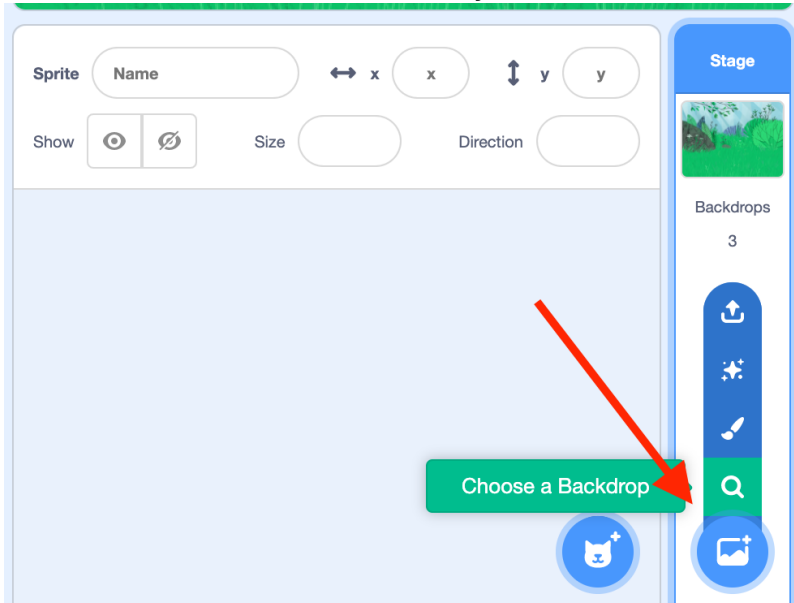 Sprite Name x x y y
Show Size Direction
Stage
Backdrops
3
Choose a Backdrop